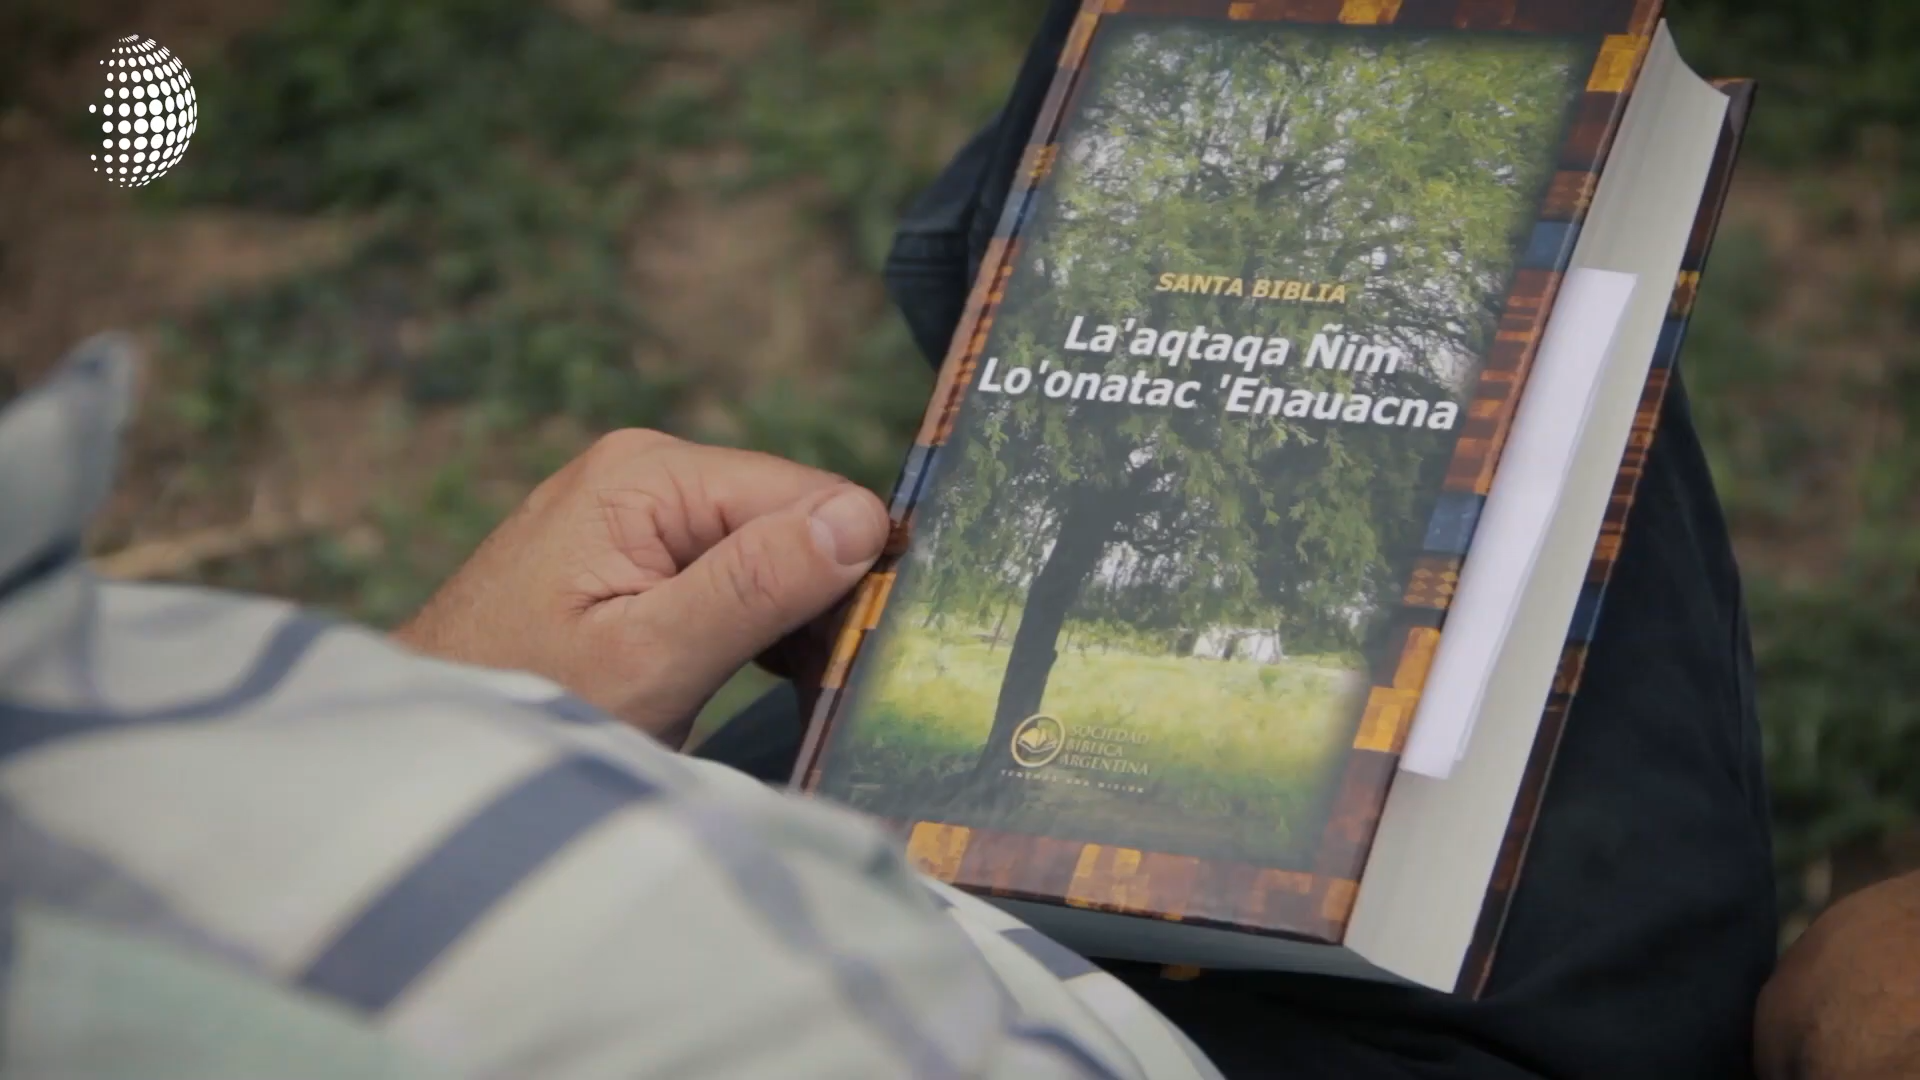 SANTA BIBLIA
La'aqtaqa Ñim
Lo'onatac 'Enauacna
SOCIEDAD
BÍBLICA
ARGENTINA